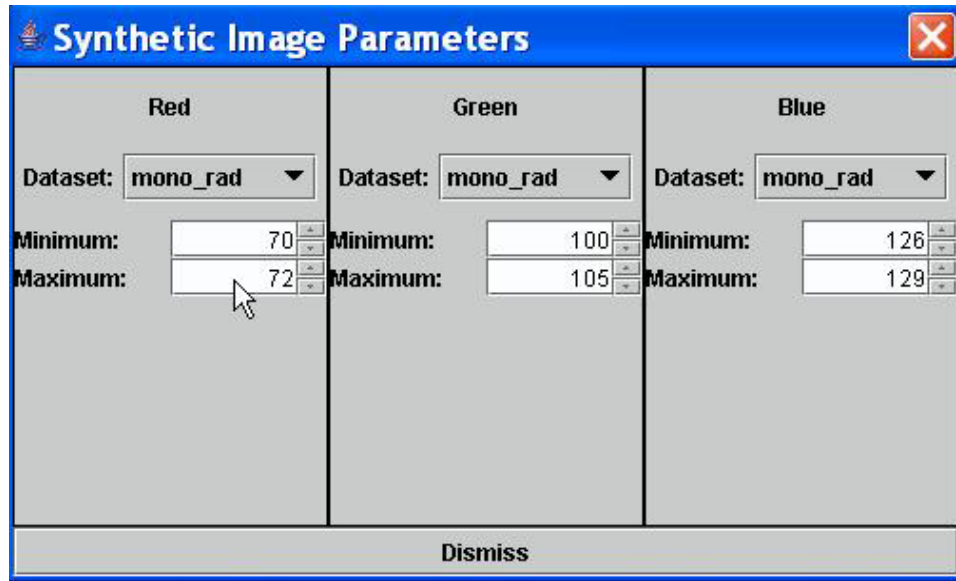 Synthetic Image Parameters
Red Green Blue
Dataset: mono_rad Dataset: mono_rad Dataset: mono_rad
Minimum: 70 Minimum: 100 Minimum: 126
Maximum: 72 Maximum: 105 Maximum: 129
Dismiss